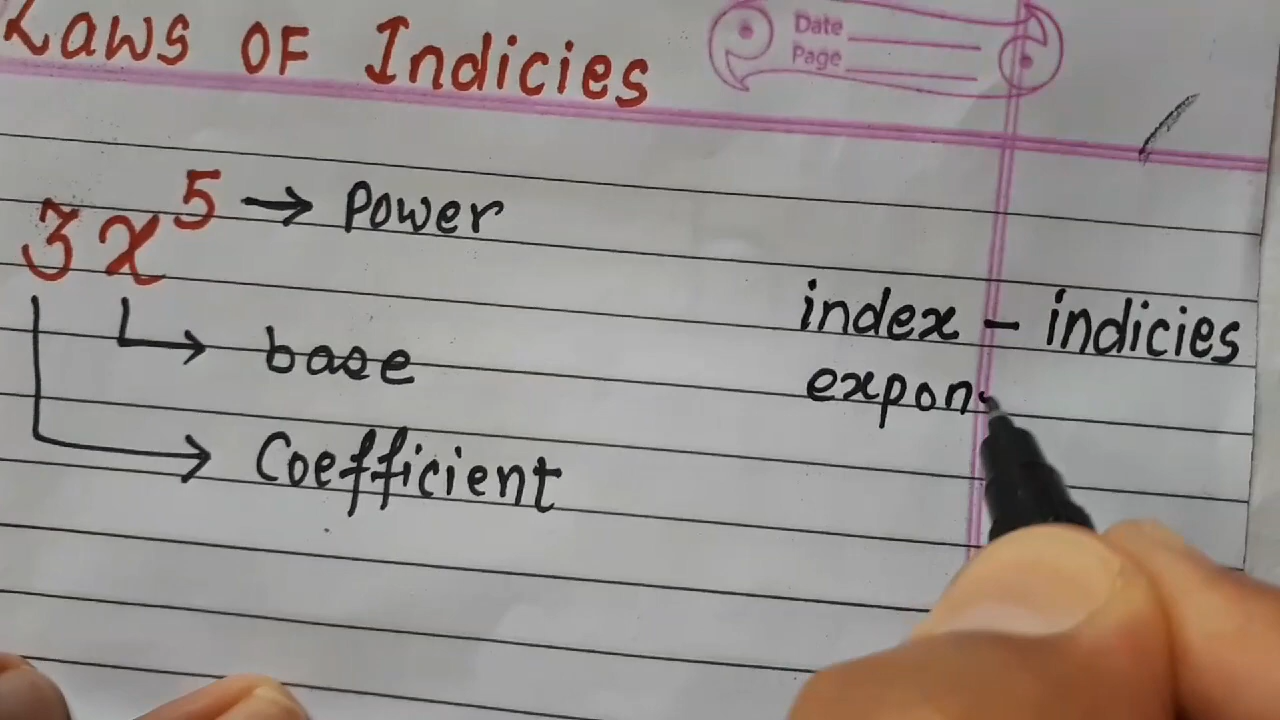 Laws OF Indicies
Date
Page
3x⁵ → Power
base
Coefficient
index - indicies
expon